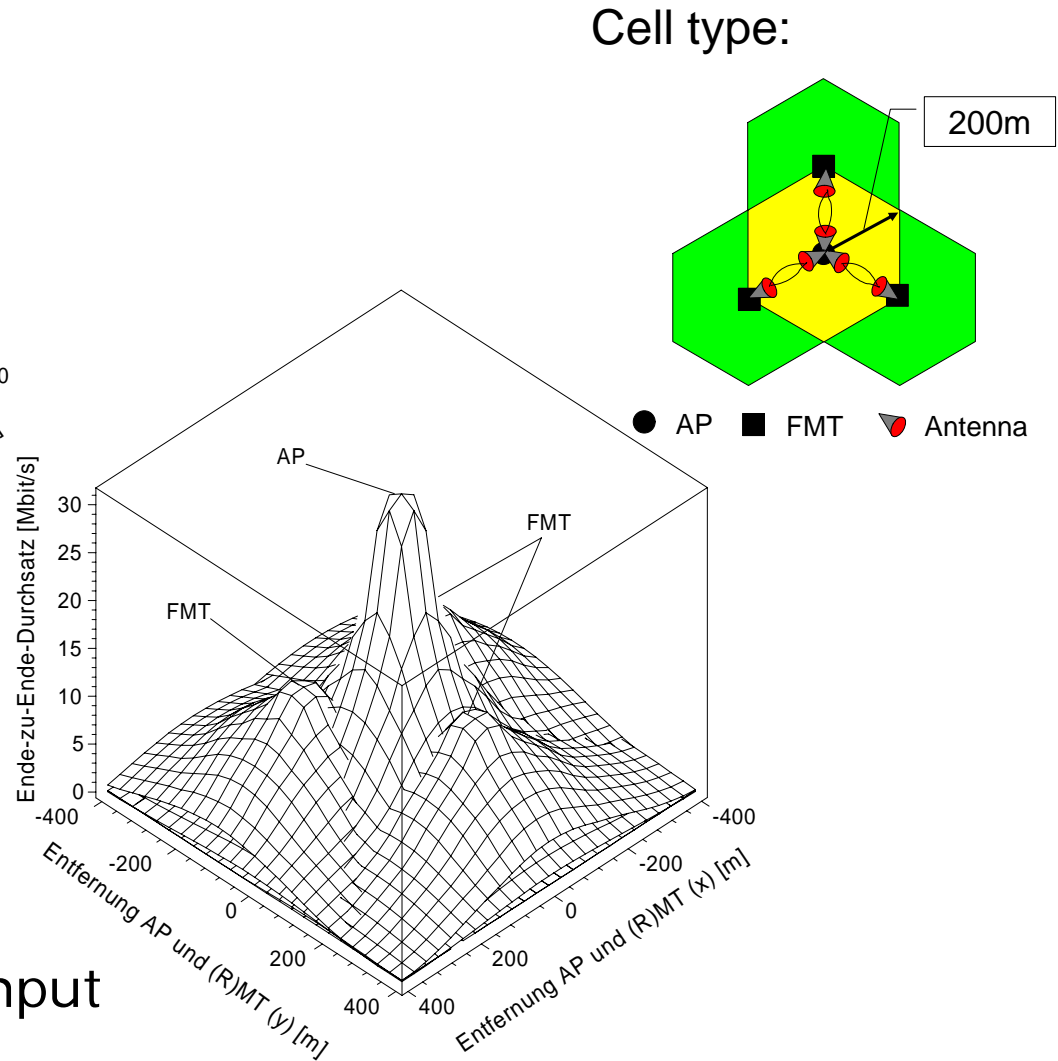 Cell type:
200m
AP FMT Antenna
0
Ende-zu-Ende-Durchsatz [Mbit/s]
30
25
20
15
10
5
0
AP
FMT
FMT
-400
-200
0
200
400
Entfernung AP und (R)MT (y) [m]
-400
-200
0
200
400
Entfernung AP und (R)MT (x) [m]
put